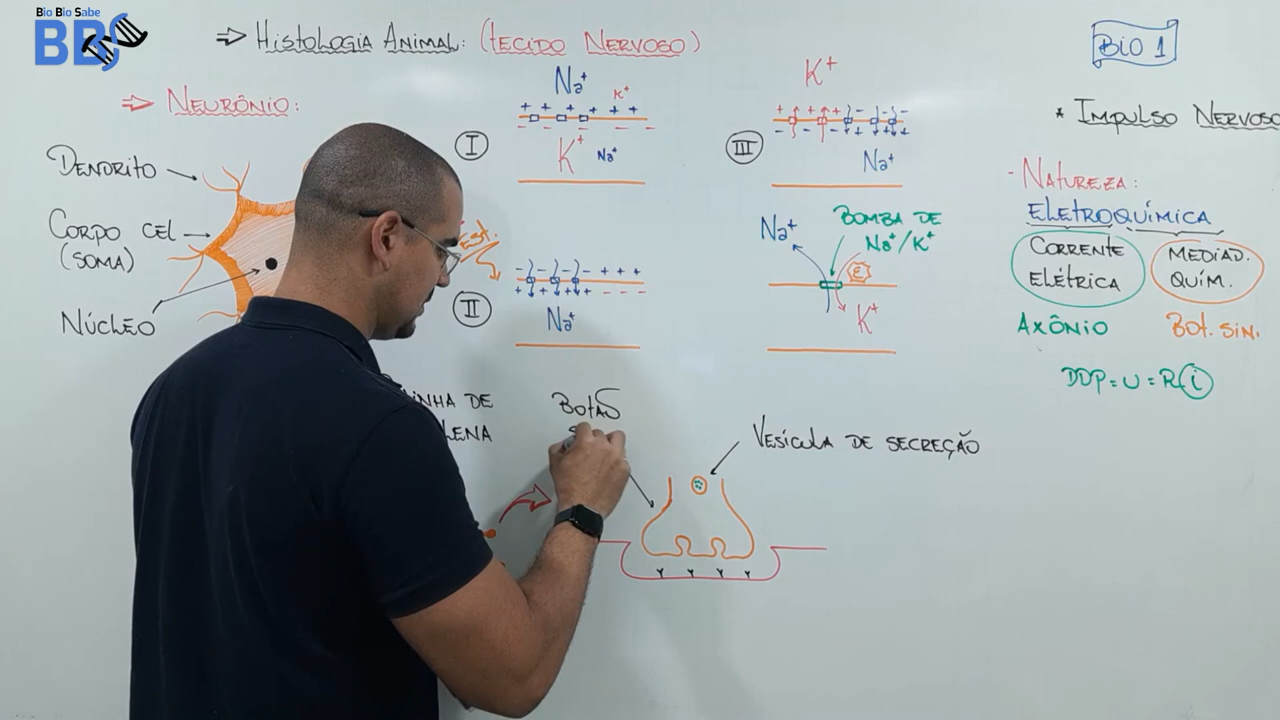 Bio Bio Sabe
BBS
⇒ HISTOLOGIA ANIMAL: (TECIDO NERVOSO)
BIO 1
⇒ NEURÔNIO:
DENDRITO
CORPO CEL
(SOMA)
NÚCLEO
I
Na+
K+
+ + + + + +
K+
Na+
II
Na+
+ + +
III
K+
Na+
Na+
BOMBA DE
Na+/K+
E
K+
* IMPULSO NERVOSO
- NATUREZA:
ELETROQUÍMICA
CORRENTE
ELÉTRICA
MEDIAD.
QUÍM.
AXÔNIO
BOT. SIN.
DDP = U = R i
EST.
BOTÃO
VESÍCULA DE SECREÇÃO